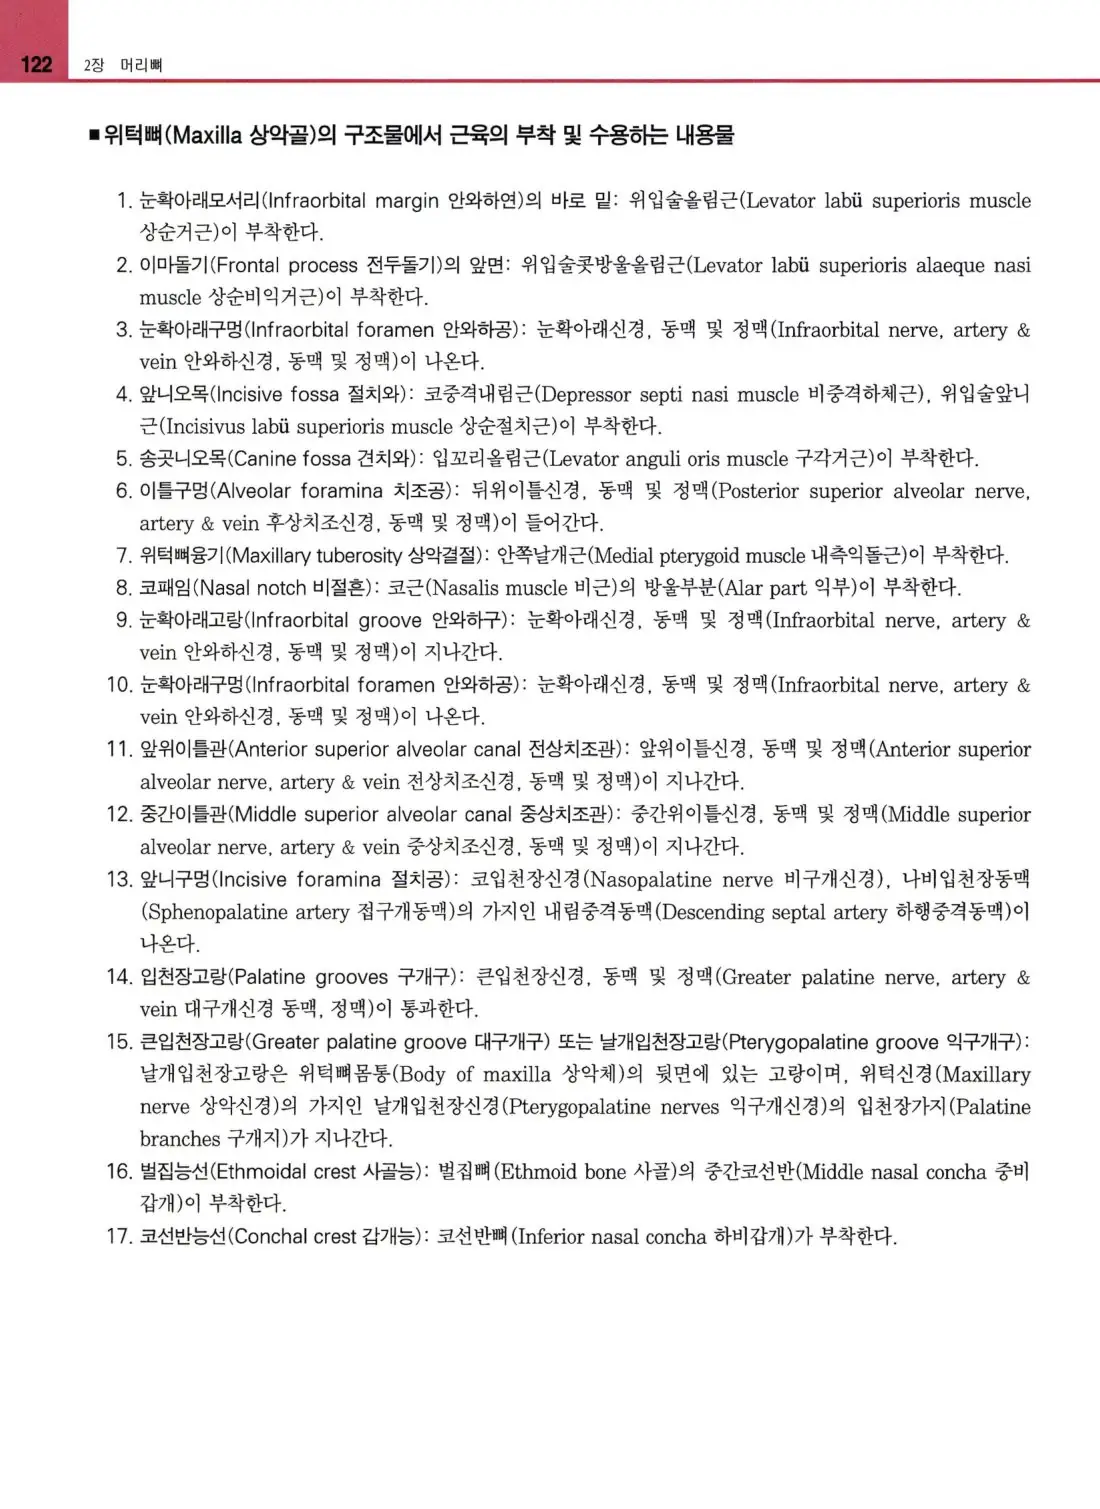 122
2장 머리뼈
■ 위턱뼈(Maxilla 상악골)의 구조물에서 근육의 부착 및 수용하는 내용물
1. 눈확아래모서리(Infraorbital margin 안와하연)의 바로 밑: 위입술올림근(Levator labü superioris muscle
상순거근)이 부착한다.
2. 이마돌기(Frontal process 전두돌기)의 앞면: 위입술콧방울올림근(Levator labü superioris alaeque nasi
muscle 상순비익거근)이 부착한다.
3. 눈확아래구멍(Infraorbital foramen 안와하공): 눈확아래신경, 동맥 및 정맥(Infraorbital nerve, artery &
vein 안와하신경, 동맥 및 정맥)이 나온다.
4. 앞니오목(Incisive fossa 절치와): 코중격내림근(Depressor septi nasi muscle 비중격하체근), 위입술앞니
근(Incisivus labü superioris muscle 상순절치근)이 부착한다.
5. 송곳니오목(Canine fossa 견치와): 입꼬리올림근(Levator anguli oris muscle 구각거근)이 부착한다.
6. 이틀구멍(Alveolar foramina 치조공): 뒤위이틀신경, 동맥 및 정맥(Posterior superior alveolar nerve,
artery & vein 후상치조신경, 동맥 및 정맥)이 들어간다.
7. 위턱뼈융기(Maxillary tuberosity 상악결절): 안쪽날개근(Medial pterygoid muscle 내측익돌근)이 부착한다.
8. 코패임(Nasal notch 비절흔): 코근(Nasalis muscle 비근)의 방울부분(Alar part 익부)이 부착한다.
9. 눈확아래고랑(Infraorbital groove 안와하구): 눈확아래신경, 동맥 및 정맥(Infraorbital nerve, artery &
vein 안와하신경, 동맥 및 정맥)이 지나간다.
10. 눈확아래구멍(Infraorbital foramen 안와하공): 눈확아래신경, 동맥 및 정맥(Infraorbital nerve, artery &
vein 안와하신경, 동맥 및 정맥)이 나온다.
11. 앞위이틀관(Anterior superior alveolar canal 전상치조관): 앞위이틀신경, 동맥 및 정맥(Anterior superior
alveolar nerve, artery & vein 전상치조신경, 동맥 및 정맥)이 지나간다.
12. 중간이틀관(Middle superior alveolar canal 중상치조관): 중간위이틀신경, 동맥 및 정맥(Middle superior
alveolar nerve, artery & vein 중상치조신경, 동맥 및 정맥)이 지나간다.
13. 앞니구멍(Incisive foramina 절치공): 코입천장신경(Nasopalatine nerve 비구개신경), 나비입천장동맥
(Sphenopalatine artery 접구개동맥)의 가지인 내림중격동맥(Descending septal artery 하행중격동맥)이
나온다.
14. 입천장고랑(Palatine grooves 구개구): 큰입천장신경, 동맥 및 정맥(Greater palatine nerve, artery &
vein 대구개신경 동맥, 정맥)이 통과한다.
15. 큰입천장고랑(Greater palatine groove 대구개구) 또는 날개입천장고랑(Pterygopalatine groove 익구개구):
날개입천장고랑은 위턱뼈몸통(Body of maxilla 상악체)의 뒷면에 있는 고랑이며, 위턱신경(Maxillary
nerve 상악신경)의 가지인 날개입천장신경(Pterygopalatine nerves 익구개신경)의 입천장가지(Palatine
branches 구개지)가 지나간다.
16. 벌집능선(Ethmoidal crest 사골능): 벌집뼈(Ethmoid bone 사골)의 중간코선반(Middle nasal concha 중비
갑개)이 부착한다.
17. 코선반능선(Conchal crest 갑개능): 코선반뼈(Inferior nasal concha 하비갑개)가 부착한다.